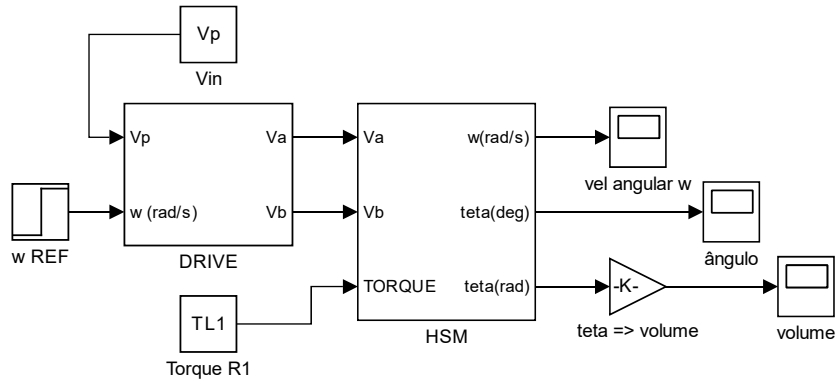 Vp
Vin
Vp
Va
w (rad/s)
Vb
DRIVE
w REF
Va
w(rad/s)
Vb
teta(deg)
TORQUE
teta(rad)
HSM
vel angular w
ângulo
-K-
teta => volume
volume
TL1
Torque R1